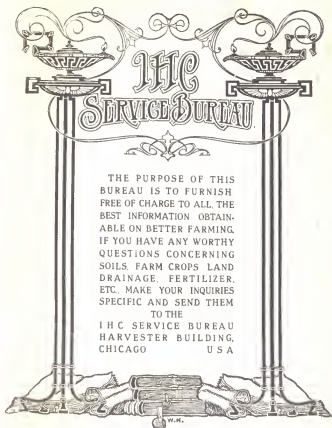 IHC
SERVICE BUREAU
THE PURPOSE OF THIS
BUREAU IS TO FURNISH
FREE OF CHARGE TO ALL, THE
BEST INFORMATION OBTAIN-
ABLE ON BETTER FARMING.
IF YOU HAVE ANY WORTHY
QUESTIONS CONCERNING
SOILS, FARM CROPS LAND
DRAINAGE, FERTILIZER,
ETC., MAKE YOUR INQUIRIES
SPECIFIC AND SEND THEM
TO THE
I H C SERVICE BUREAU
HARVESTER BUILDING,
CHICAGO USA
W.H.